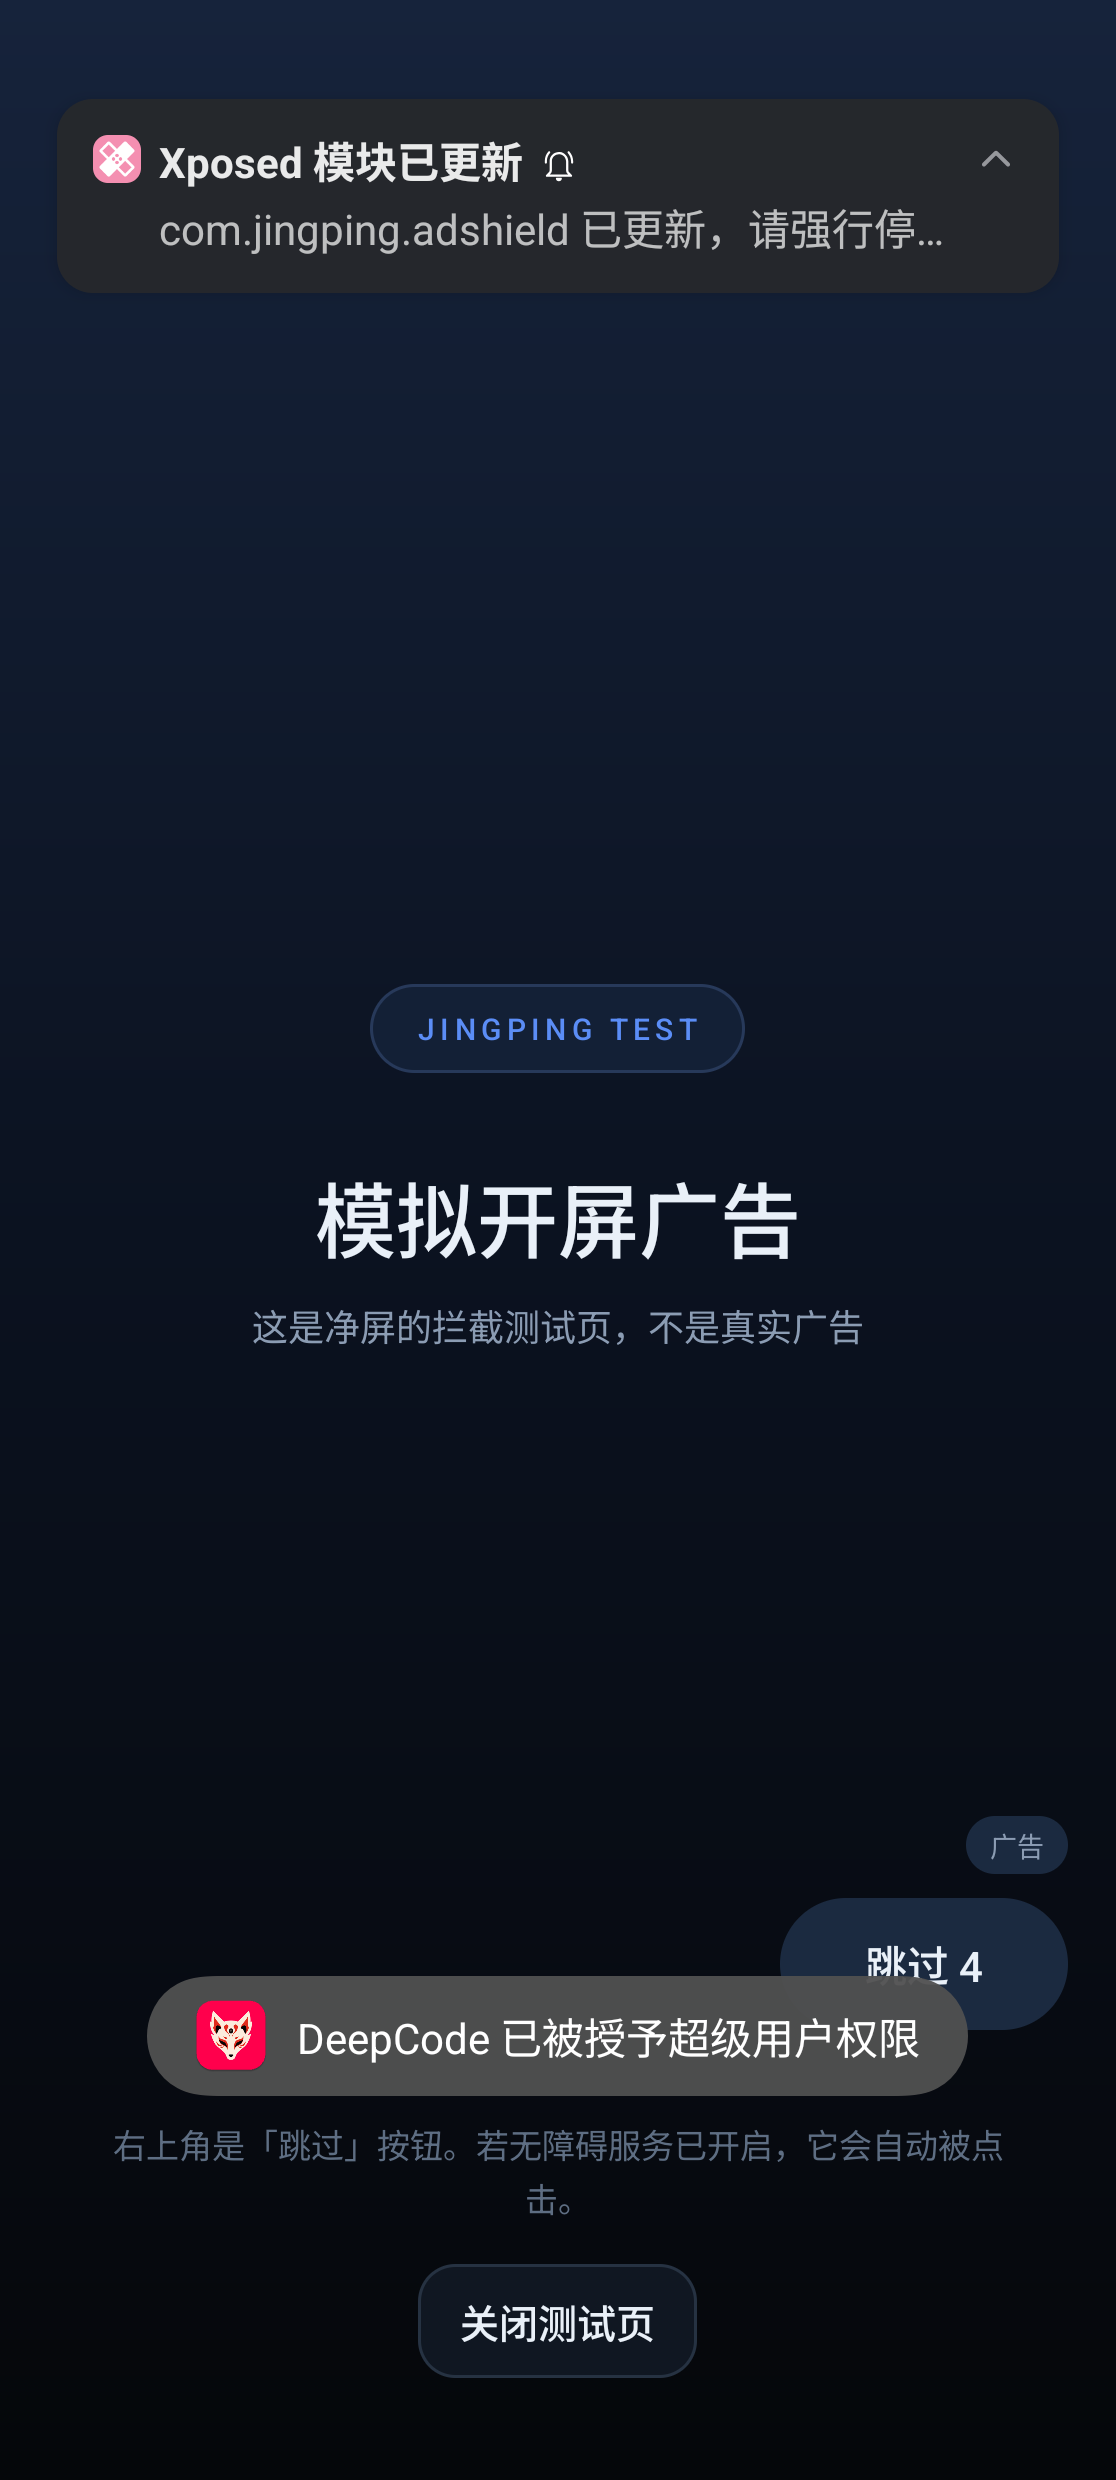 Xposed 模块已更新
com.jingping.adshield 已更新，请强行停...
JINGPING TEST
模拟开屏广告
这是净屏的拦截测试页，不是真实广告
广告
跳过 4
DeepCode 已被授予超级用户权限
右上角是「跳过」按钮。若无障碍服务已开启，它会自动被点
击。
关闭测试页